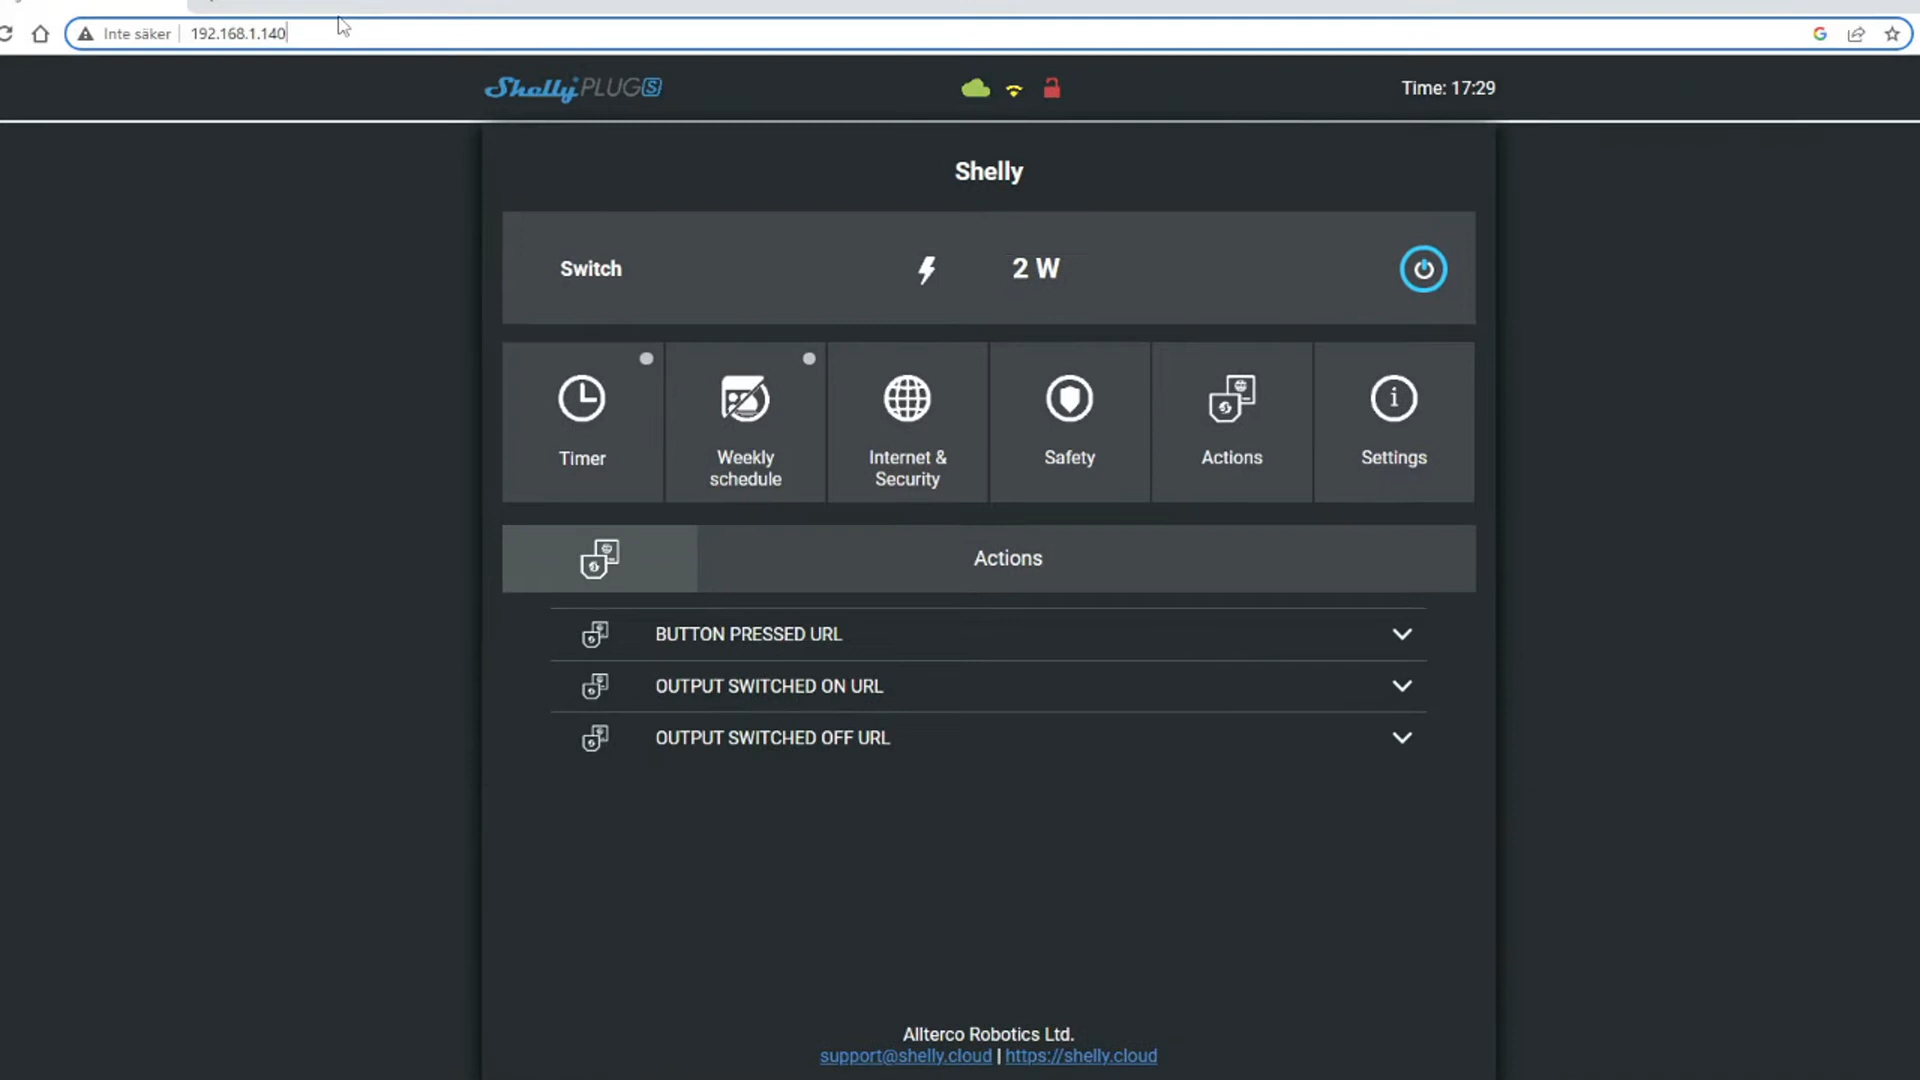 Inte säker 192.168.1.140
Shelly PLUG S
Time: 17:29
Shelly
Switch
2 W
Timer
Weekly
schedule
Internet &
Security
Safety
Actions
Settings
Actions
BUTTON PRESSED URL
OUTPUT SWITCHED ON URL
OUTPUT SWITCHED OFF URL
Allterco Robotics Ltd.
support@shelly.cloud | https://shelly.cloud